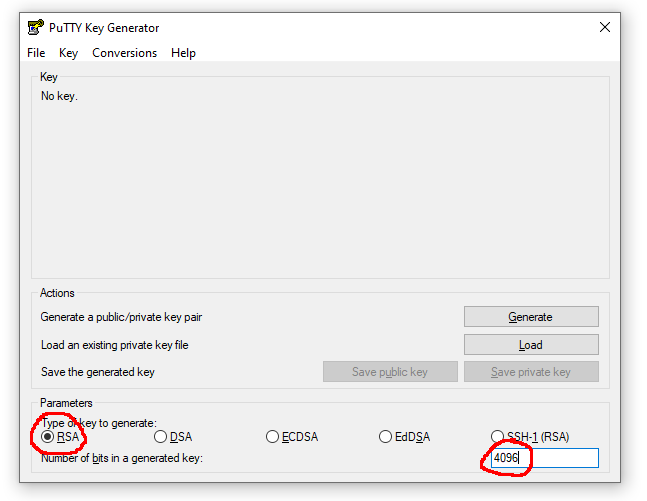 PuTTY Key Generator
File Key Conversions Help
Key
No key.
Actions
Generate a public/private key pair
Generate
Load an existing private key file
Load
Save the generated key
Save public key
Save private key
Parameters
Type of key to generate:
RSA DSA ECDSA EdDSA SSH-1 (RSA)
Number of bits in a generated key:
4096